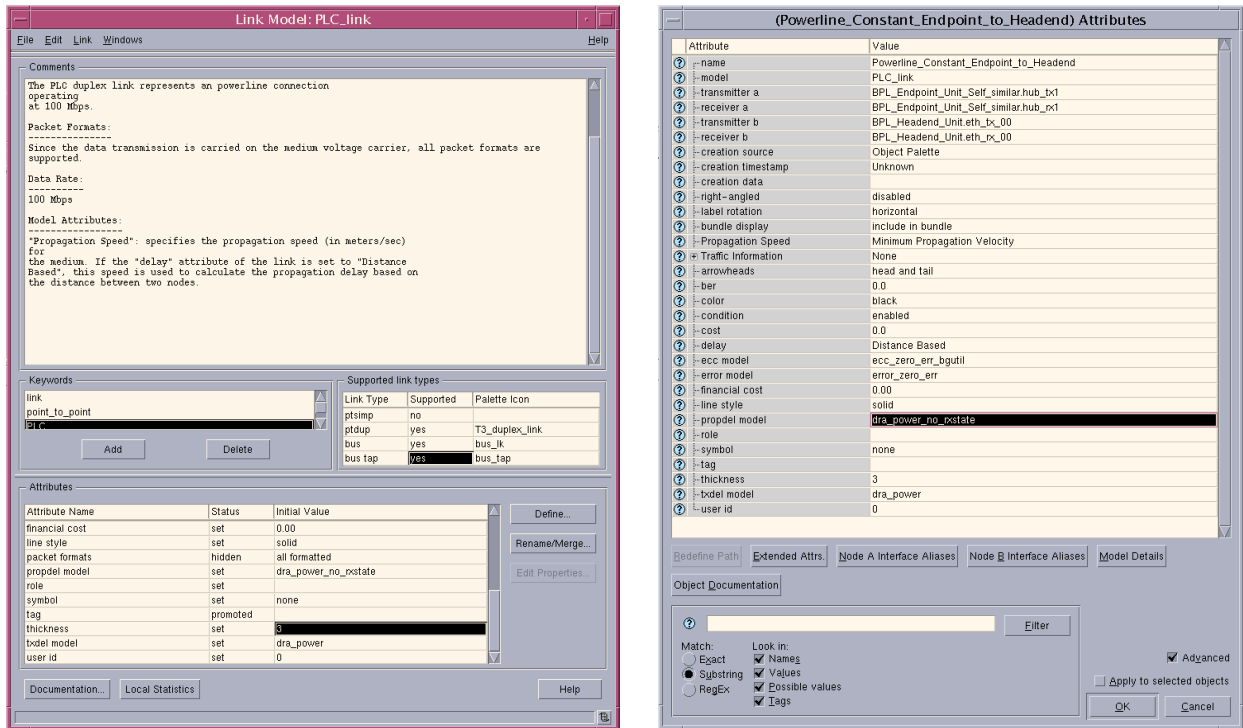 Link Model: PLC_link
File Edit Link Windows Help
Comments
The PLC duplex link represents an powerline connection
operating
at 100 Mbps.
Packet Formats:
---------------
Since the data transmission is carried on the medium voltage carrier, all packet formats are
supported.
Data Rate:
----------
100 Mbps
Model Attributes:
-----------------
"Propagation Speed": specifies the propagation speed (in meters/sec)
for
the medium. If the "delay" attribute of the link is set to "Distance
Based", this speed is used to calculate the propagation delay based on
the distance between two nodes.
Keywords
link
point_to_point
PLC
Add Delete
Supported link types
Link Type Supported Palette Icon
ptsimp no
ptdup yes T3_duplex_link
bus yes bus_lk
bus tap yes bus_tap
Attributes
Attribute Name Status Initial Value
financial cost set 0.00
line style set solid
packet formats hidden all formatted
propdel model set dra_power_no_rxstate
role set
symbol set none
tag promoted
thickness set 3
txdel model set dra_power
user id set 0
Define...
Rename/Merge...
Edit Properties...
Documentation... Local Statistics Help
(Powerline_Constant_Endpoint_to_Headend) Attributes
Attribute Value
name Powerline_Constant_Endpoint_to_Headend
model PLC_link
transmitter a BPL_Endpoint_Unit_Self_similar.hub_tx1
receiver a BPL_Endpoint_Unit_Self_similar.hub_rx1
transmitter b BPL_Headend_Unit.eth_tx_00
receiver b BPL_Headend_Unit.eth_rx_00
creation source Object Palette
creation timestamp Unknown
creation data
right-angled disabled
label rotation horizontal
bundle display include in bundle
Propagation Speed Minimum Propagation Velocity
Traffic Information None
arrowheads head and tail
ber 0.0
color black
condition enabled
cost 0.0
delay Distance Based
ecc model ecc_zero_err_bgutil
error model error_zero_err
financial cost 0.00
line style solid
propdel model dra_power_no_rxstate
role
symbol none
tag
thickness 3
txdel model dra_power
user id 0
Redefine Path Extended Attrs. Node A Interface Aliases Node B Interface Aliases Model Details
Object Documentation
Filter
Match: Look in:
Exact Names
Substring Values
RegEx Possible values
Tags
Advanced
Apply to selected objects
OK Cancel